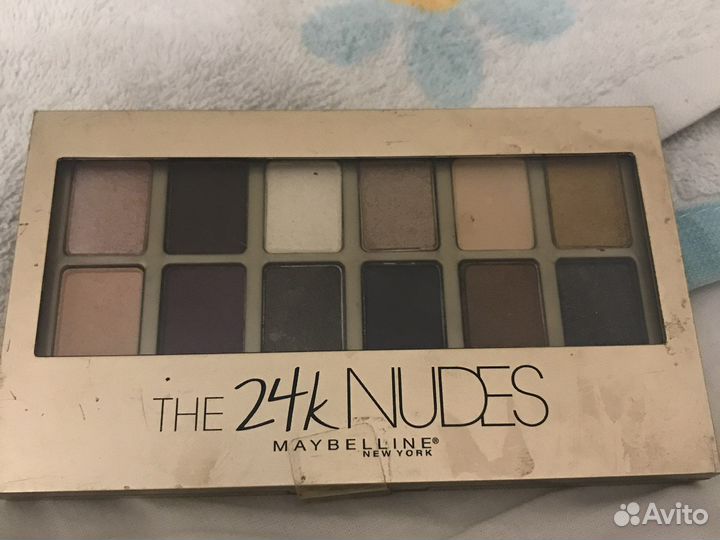 THE 24k NUDES
MAYBELLINE®
NEW YORK
Avito